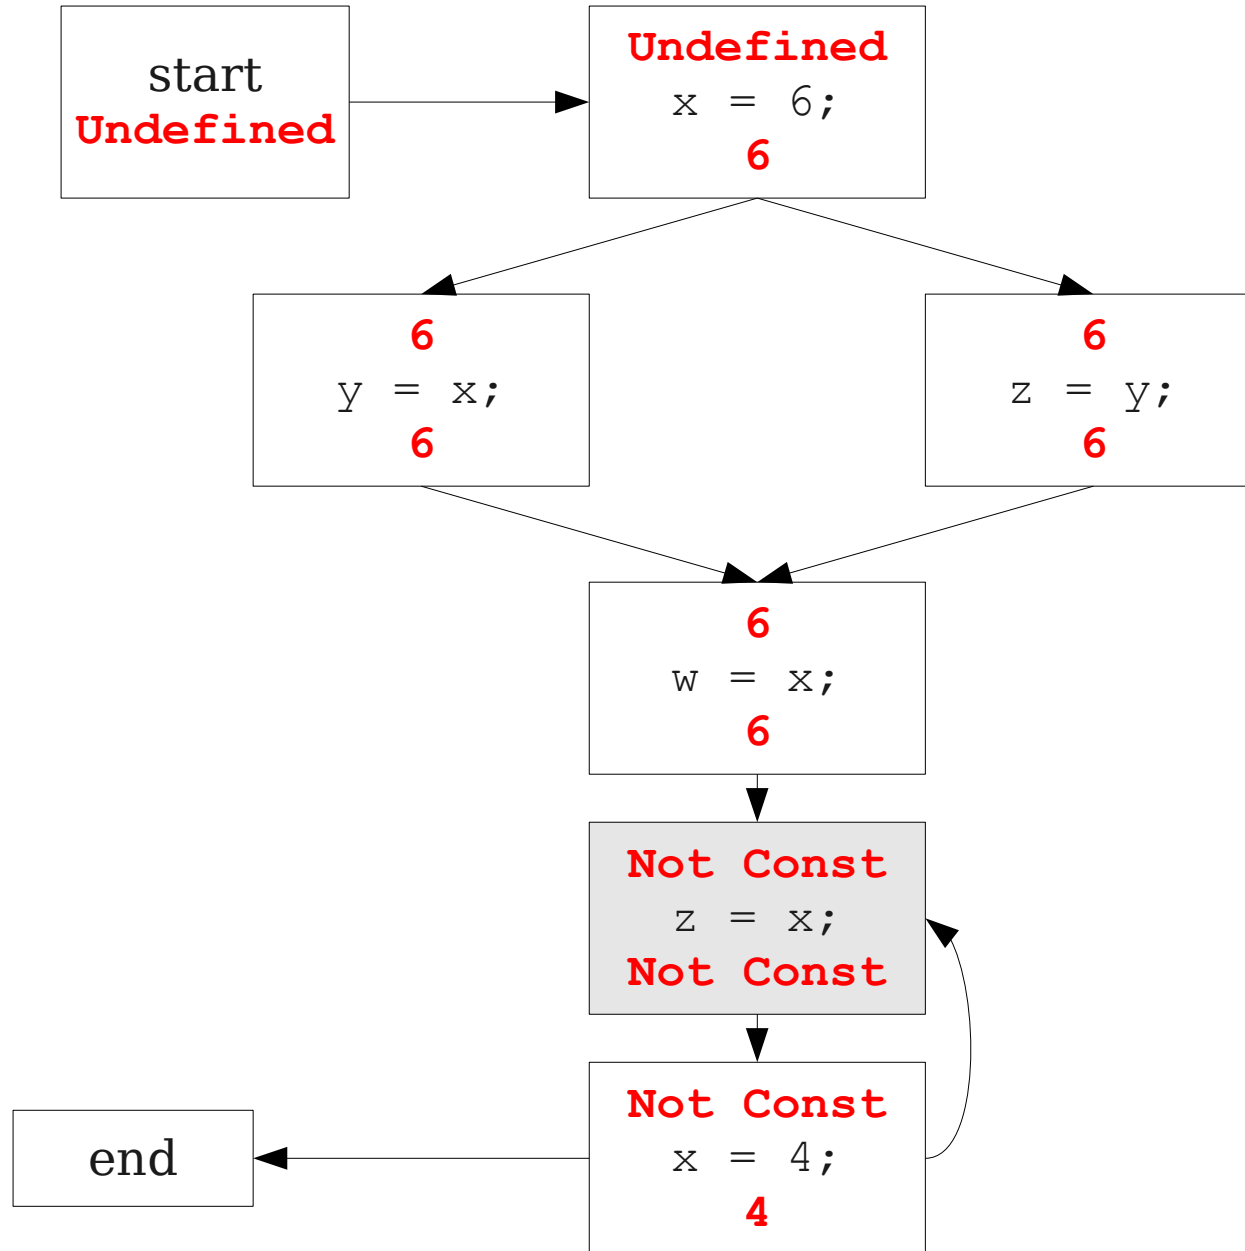 start
Undefined
Undefined
x = 6;
6
6
y = x;
6
6
z = y;
6
6
w = x;
6
Not Const
z = x;
Not Const
Not Const
x = 4;
4
end